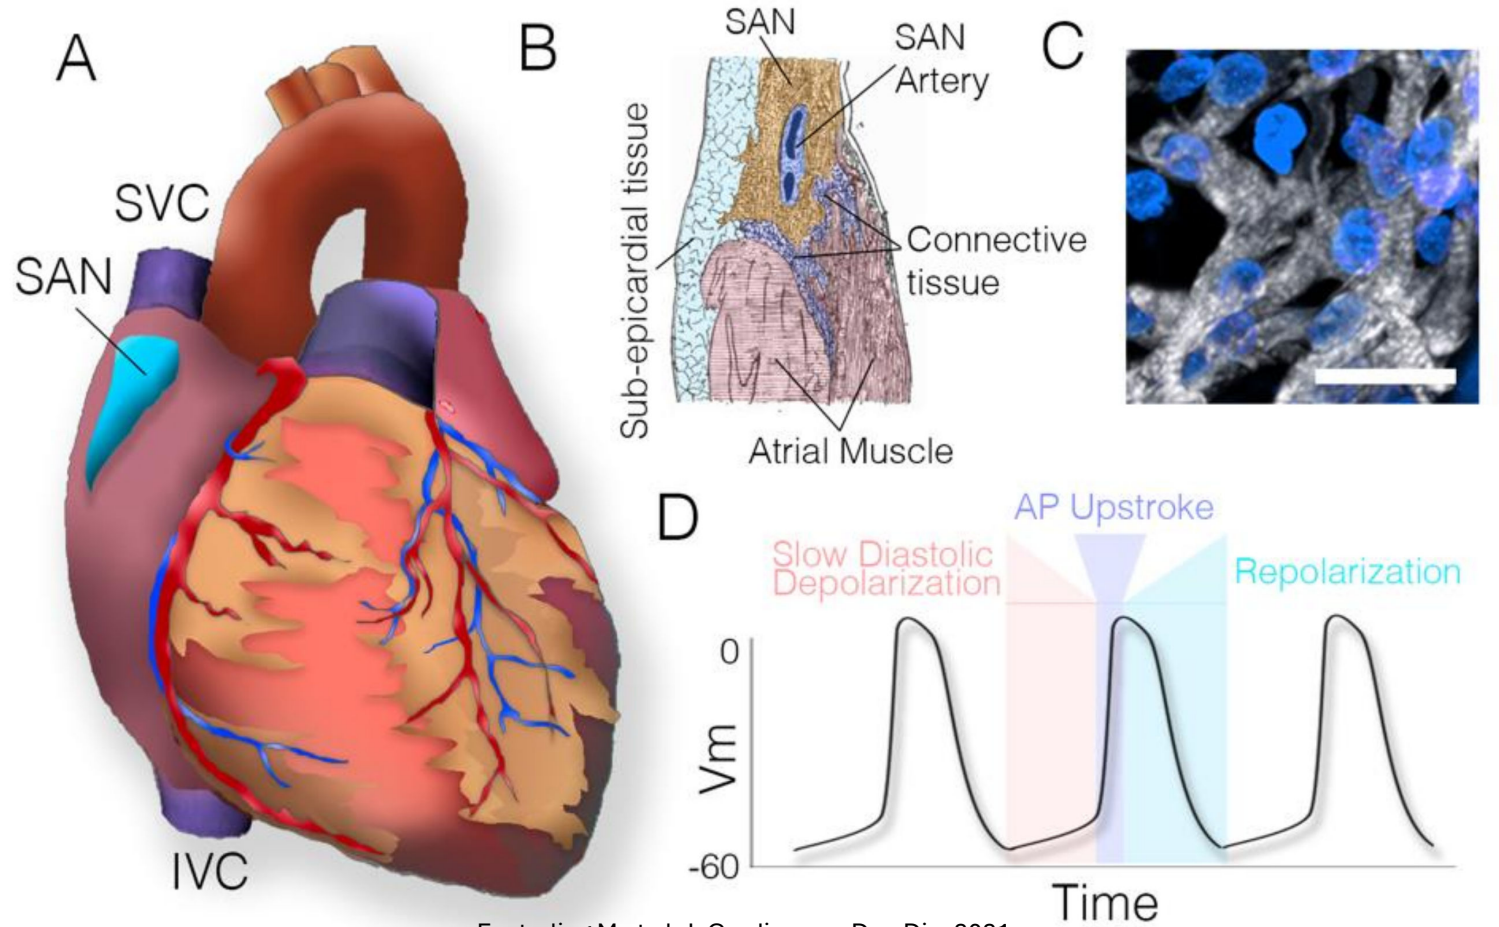 A
SVC
SAN
IVC
B
SAN
SAN
Artery
Sub-epicardial tissue
Connective
tissue
Atrial Muscle
C
D
AP Upstroke
Slow Diastolic
Depolarization
Repolarization
0
Vm
-60
Time